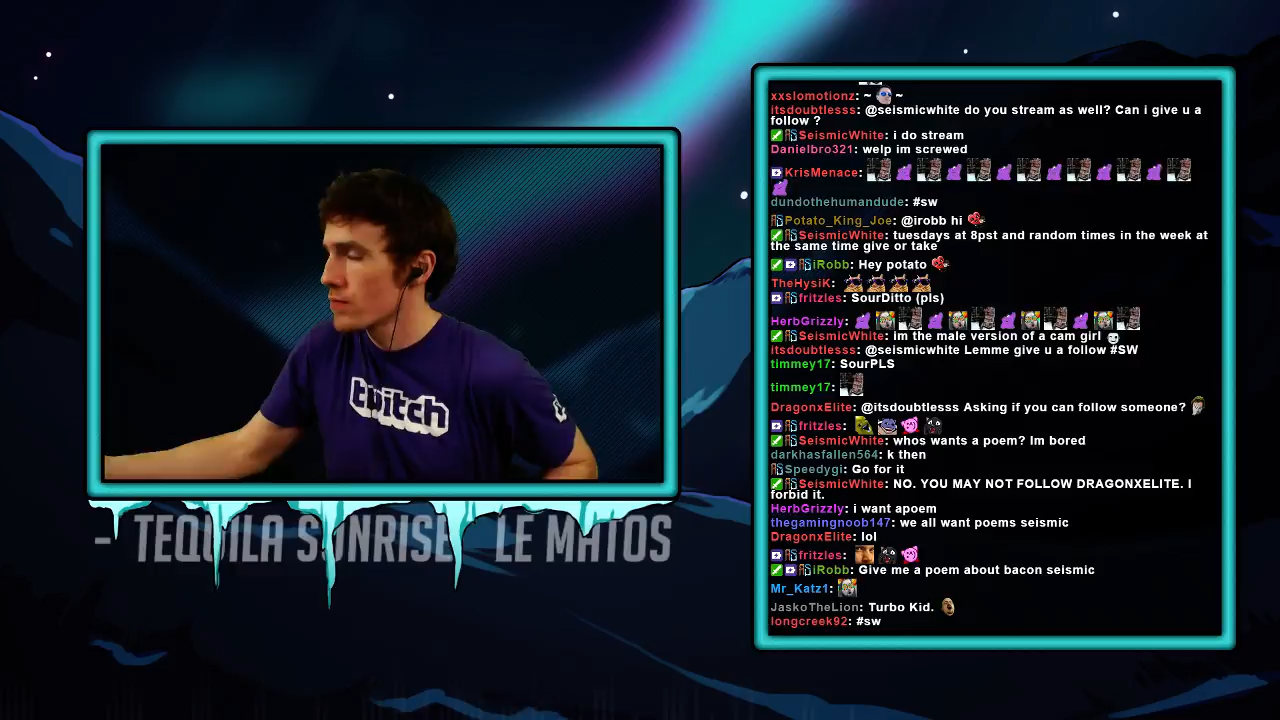 xxslomotionz: ~ ~
itsdoubtlesss: @seismicwhite do you stream as well? Can i give u a
follow ?
SeismicWhite: i do stream
Danielbro321: welp im screwed
KrisMenace:
dundothehumandude: #sw
Potato_King_Joe: @irobb hi
SeismicWhite: tuesdays at 8pst and random times in the week at
the same time give or take
iRobb: Hey potato
TheHysiK:
fritzles: SourDitto (pls)
HerbGrizzly:
SeismicWhite: im the male version of a cam girl
itsdoubtlesss: @seismicwhite Lemme give u a follow #SW
timmey17: SourPLS
timmey17:
DragonxElite: @itsdoubtlesss Asking if you can follow someone?
fritzles:
SeismicWhite: whos wants a poem? Im bored
darkhasfallen564: k then
Speedygi: Go for it
SeismicWhite: NO. YOU MAY NOT FOLLOW DRAGONXELITE. I
forbid it.
HerbGrizzly: i want apoem
thegamingnoob147: we all want poems seismic
DragonxElite: lol
fritzles:
iRobb: Give me a poem about bacon seismic
Mr_Katz1:
JaskoTheLion: Turbo Kid.
longcreek92: #sw
twitch
- TEQUILA SUNRISE LE MATOS